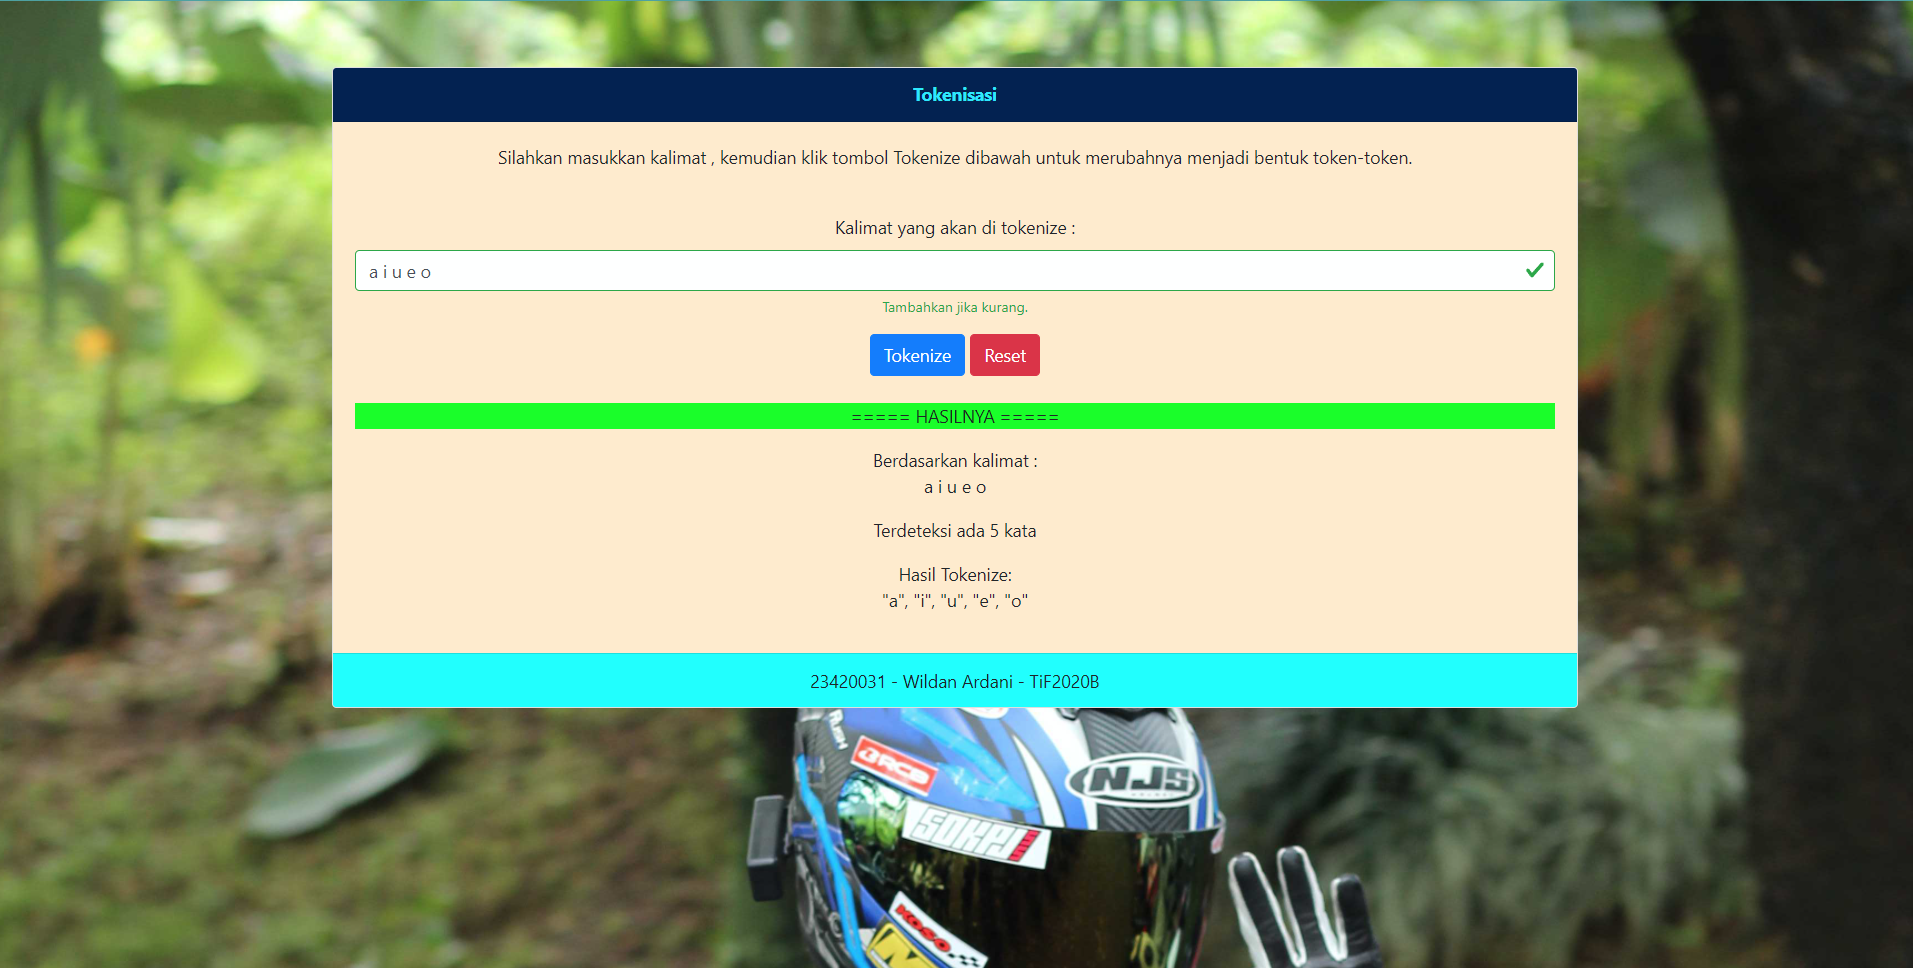 Tokenisasi
Silahkan masukkan kalimat , kemudian klik tombol Tokenize dibawah untuk merubahnya menjadi bentuk token-token.
Kalimat yang akan di tokenize :
a i u e o
Tambahkan jika kurang.
Tokenize Reset
===== HASILNYA =====
Berdasarkan kalimat :
a i u e o
Terdeteksi ada 5 kata
Hasil Tokenize:
"a", "i", "u", "e", "o"
23420031 - Wildan Ardani - TiF2020B
RCB
NJS
KOSO